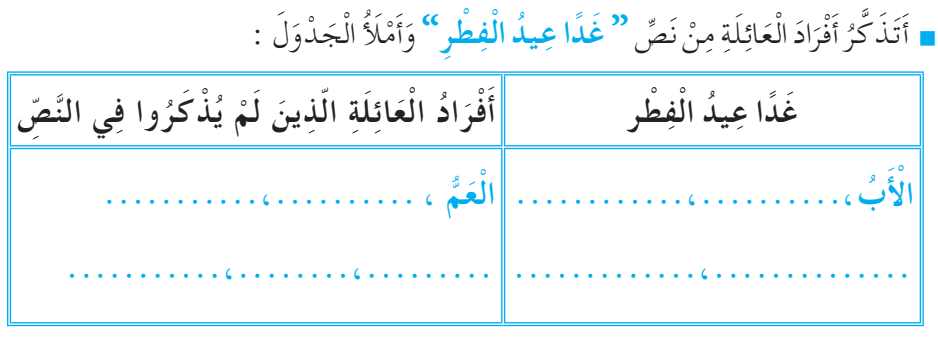 ■ أَتَذَكَّرُ أَفْرَادَ الْعَائِلَةِ مِنْ نَصِّ ” غَدًا عِيدُ الْفِطْرِ“ وَأَمْلَأُ الْجَدْوَلَ :
غَدًا عِيدُ الْفِطْر
أَفْرَادُ الْعَائِلَةِ الّذِينَ لَمْ يُذْكَرُوا فِي النَّصِّ
الْأَبُ ،..........،............
..............،.............
الْعَمُّ ، ..........،...........
.........،........،...........